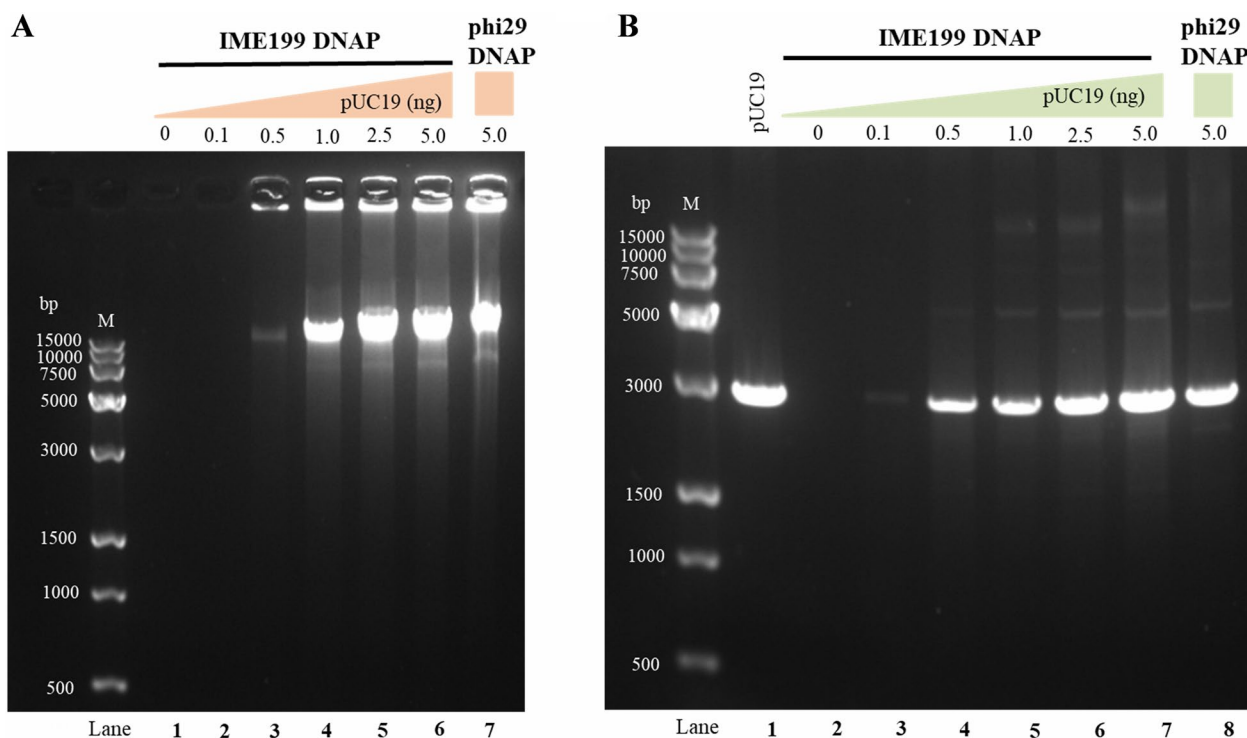 A
IME199 DNAP
phi29
DNAP
pUC19 (ng)
0 0.1 0.5 1.0 2.5 5.0 5.0
bp
M
15000
10000
7500
5000
3000
1500
1000
500
Lane 1 2 3 4 5 6 7
B
pUC19
IME199 DNAP
phi29
DNAP
pUC19 (ng)
0 0.1 0.5 1.0 2.5 5.0 5.0
bp
M
15000
10000
7500
5000
3000
1500
1000
500
Lane 1 2 3 4 5 6 7 8